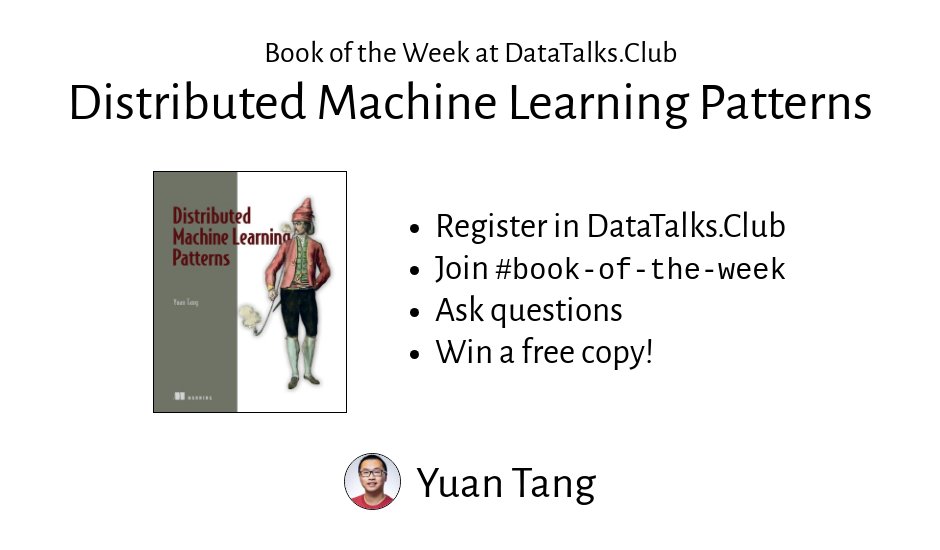 Book of the Week at DataTalks.Club
Distributed Machine Learning Patterns
Distributed
Machine Learning
Patterns
Yuan Tang
MANNING
• Register in DataTalks.Club
• Join #book-of-the-week
• Ask questions
• Win a free copy!
Yuan Tang